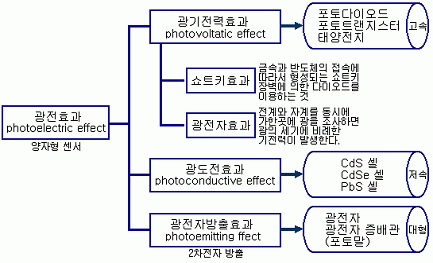 광기전력효과
photovoltatic effect
포토다이오드
포토트랜지스터
태양전지
고속
쇼트키효과
금속과 반도체의 접속에
따라서 형성되는 쇼트키
장벽에 의한 다이오드를
이용하는 것
광전자효과
전계와 자계를 동시에
가한곳에 광을 조사하면
광의 세기에 비례한
기전력이 발생한다.
광전효과
photoelectric effect
양자형 센서
광도전효과
photoconductive effect
CdS 셀
CdSe 셀
PbS 셀
저속
광전자방출효과
photoemitting ffect
2차전자 방출
광전자
광전자 증배관
(포토말)
대형